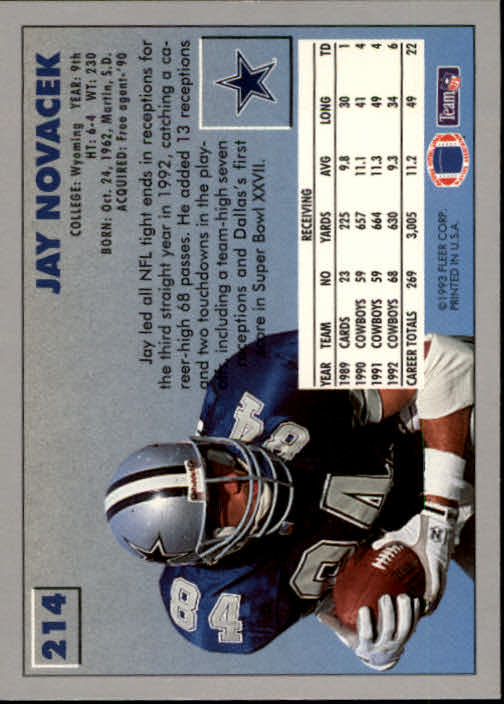 214
JAY NOVACEK
COLLEGE: Wyoming YEAR: 9th
HT: 6-4 WT: 230
BORN: Oct. 24, 1962, Martin, S.D.
ACQUIRED: Free agent-'90
Jay led all NFL tight ends in receptions for
the third straight year in 1992, catching a ca-
reer-high 68 passes. He added 13 receptions
and two touchdowns in the play-
offs, including a team-high seven
receptions and Dallas's first
score in Super Bowl XXVII.
RECEIVING
YEAR TEAM NO YARDS AVG LONG TD
1989 CARDS 23 225 9.8 30 1
1990 COWBOYS 59 657 11.1 41 4
1991 COWBOYS 59 664 11.3 49 4
1992 COWBOYS 68 630 9.3 34 6
CAREER TOTALS 269 3,005 11.2 49 22
©1993 FLEER CORP.
PRINTED IN U.S.A.
Team NFL
84
84
84